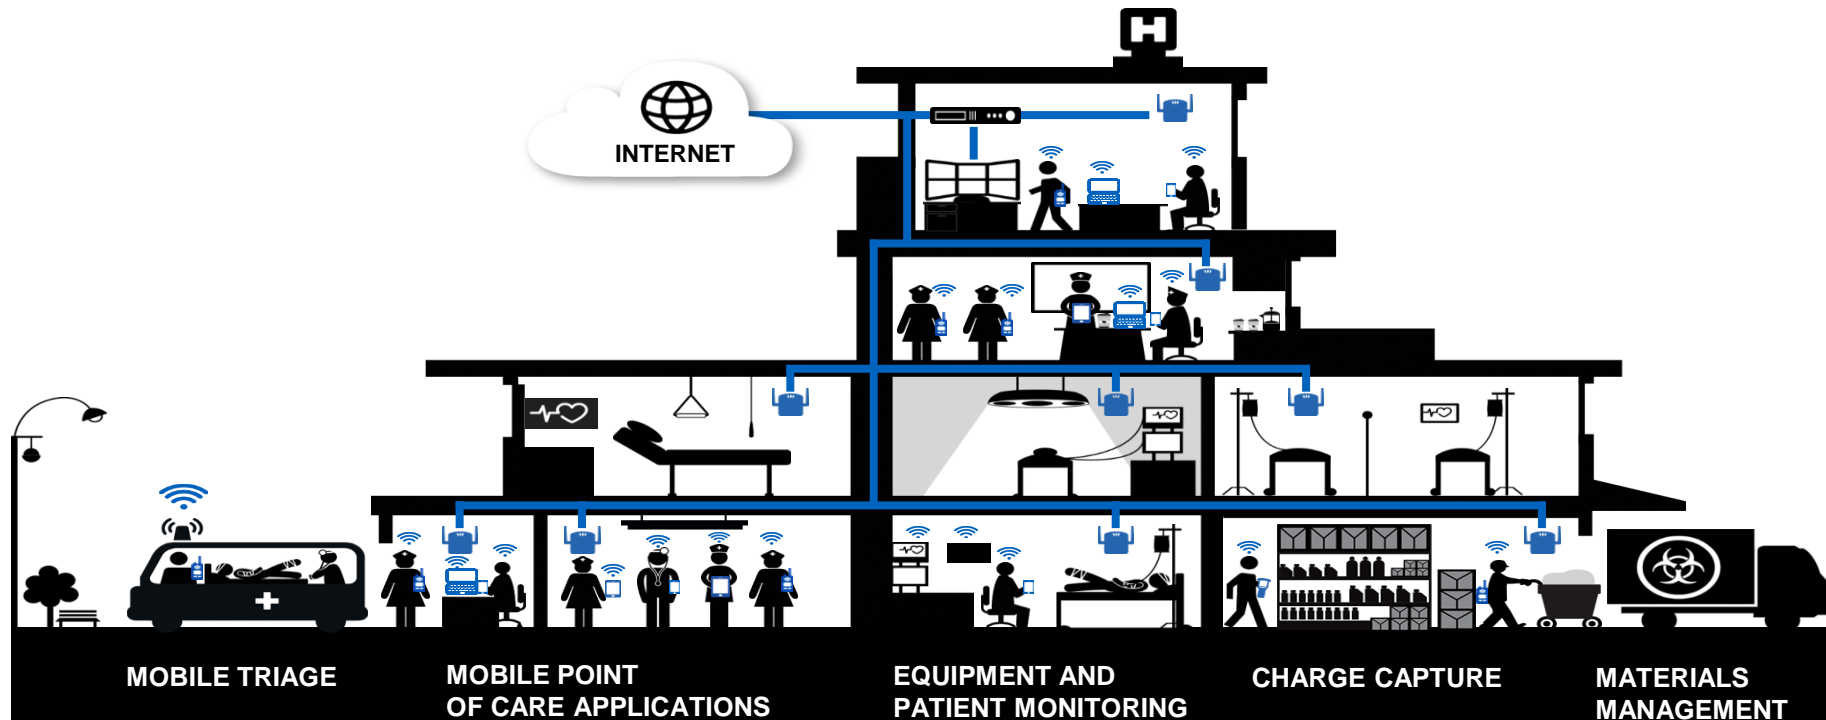 H
INTERNET
MOBILE TRIAGE
MOBILE POINT
OF CARE APPLICATIONS
EQUIPMENT AND
PATIENT MONITORING
CHARGE CAPTURE
MATERIALS
MANAGEMENT